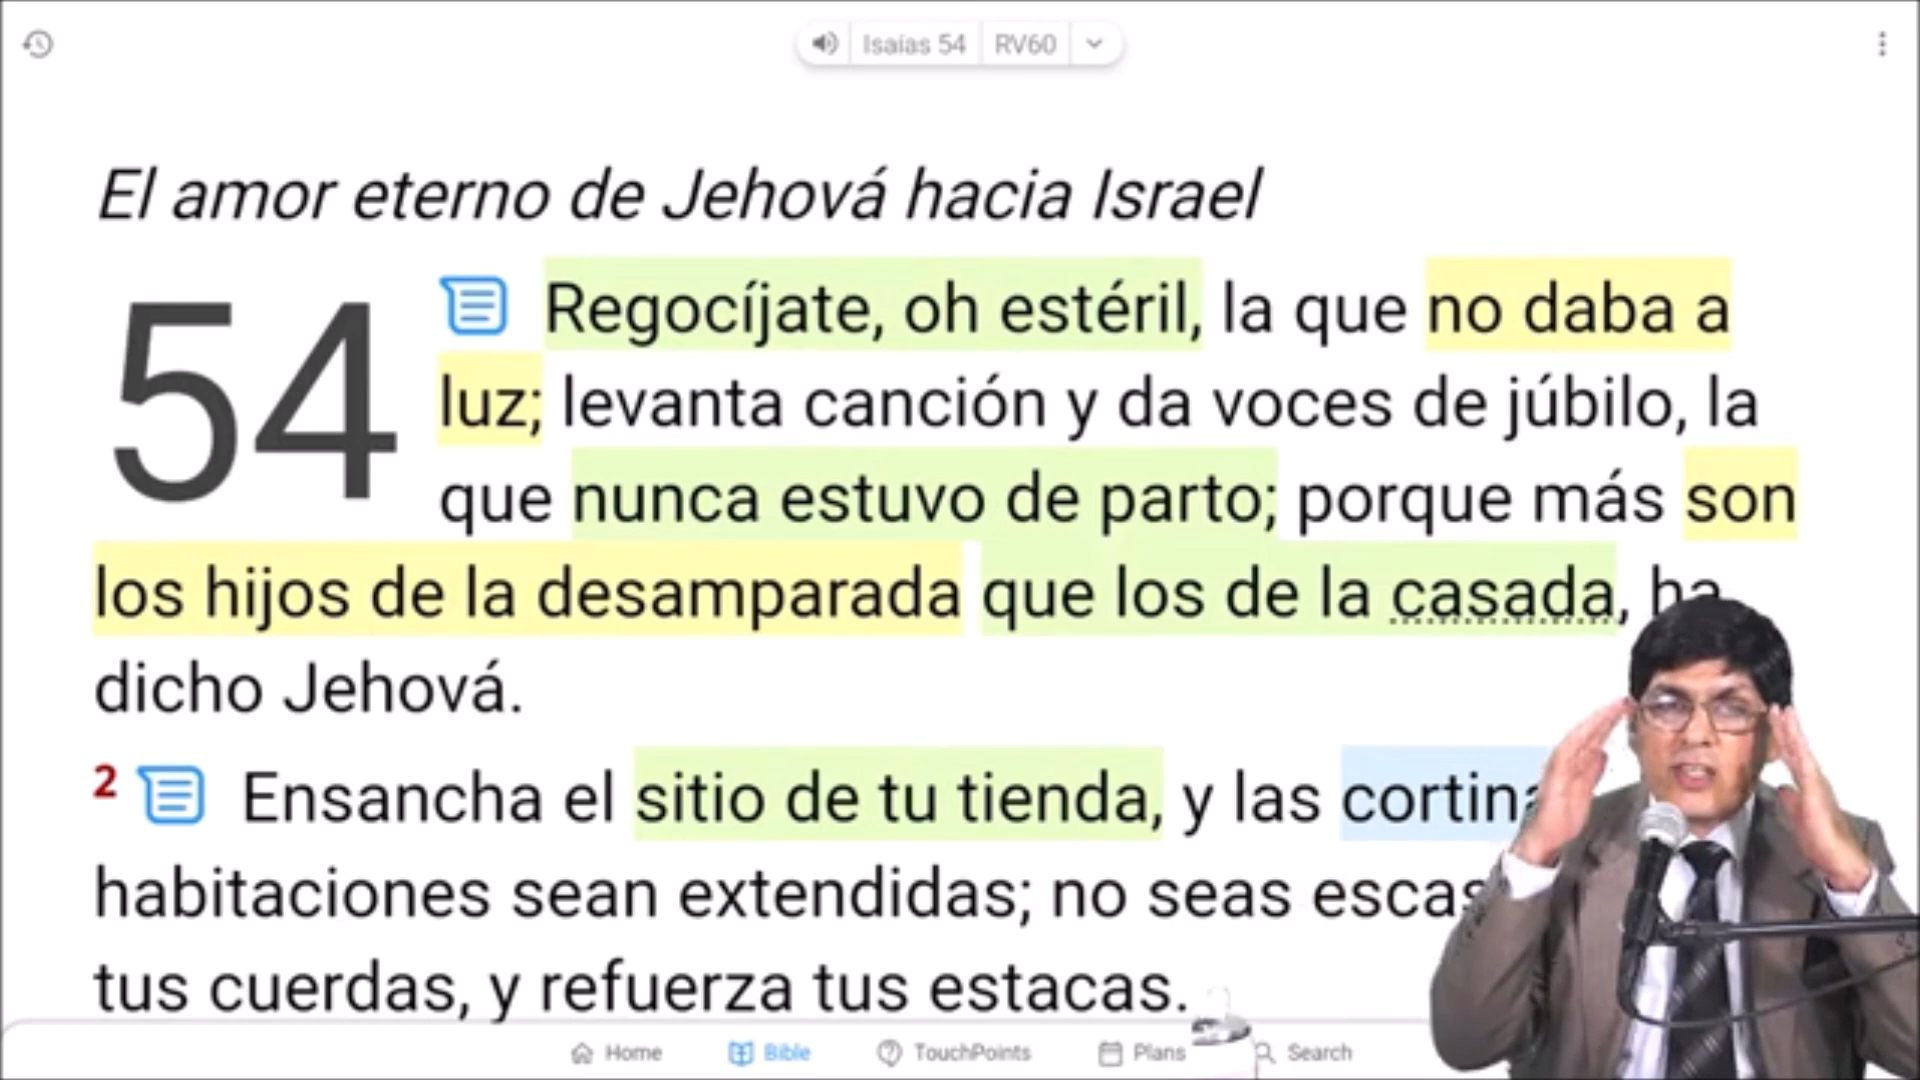 Isaías 54 RV60
El amor eterno de Jehová hacia Israel
54 Regocíjate, oh estéril, la que no daba a
luz; levanta canción y da voces de júbilo, la
que nunca estuvo de parto; porque más son
los hijos de la desamparada que los de la casada, ha
dicho Jehová.
2 Ensancha el sitio de tu tienda, y las
habitaciones sean extendidas; no seas
tus cuerdas, y refuerza tus estacas.
Home Bible TouchPoints Plans Search